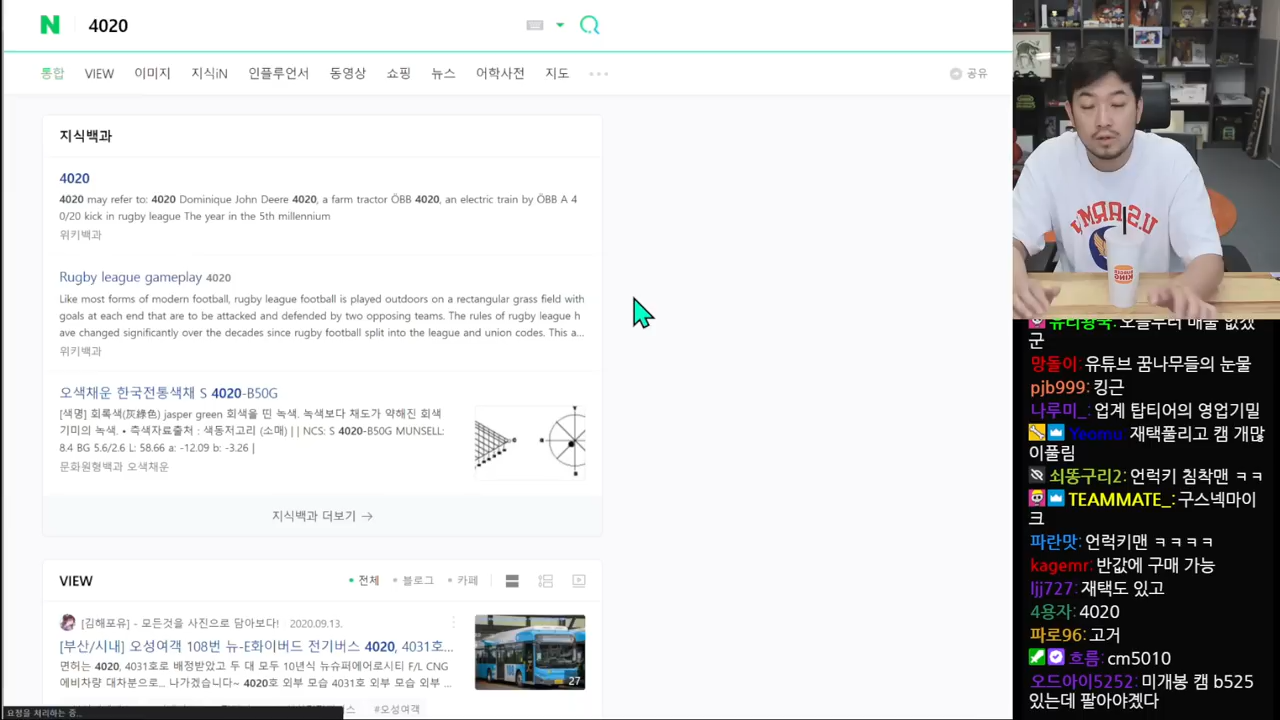 N 4020
통합 VIEW 이미지 지식iN 인플루언서 동영상 쇼핑 뉴스 어학사전 지도 공유
지식백과
4020
4020 may refer to: 4020 Dominique John Deere 4020, a farm tractor ÖBB 4020, an electric train by ÖBB A 4
0/20 kick in rugby league The year in the 5th millennium
위키백과
Rugby league gameplay 4020
Like most forms of modern football, rugby league football is played outdoors on a rectangular grass field with
goals at each end that are to be attacked and defended by two opposing teams. The rules of rugby league h
ave changed significantly over the decades since rugby football split into the league and union codes. This a...
위키백과
오색채운 한국전통색채 S 4020-B50G
[색명] 회록색(灰綠色) jasper green 회색을 띤 녹색. 녹색보다 채도가 약해진 회색
기미의 녹색. • 측색자료출처 : 색동저고리 (소매) | | NCS. S 4020-B50G MUNSELL:
8.4 BG 5.6/2.6 L: 58.66 a: -12.09 b: -3.26 |
문화원형백과 오색채운
지식백과 더보기 →
VIEW
전체 블로그 카페
[김해포유] - 모든것을 사진으로 담아보다! 2020.09.13.
[부산/시내] 오성여객 108번 뉴-E화이버드 전기버스 4020, 4031호...
면허는 4020, 4031호로 배정받았고 두 대 모두 10년식 뉴슈퍼에어로시티 F/L CNG
예비차량 대차분으로... 나가겠습니다~ 4020호 외부 모습 4031호 외부 모습 외부 ...
27
#오성여객
요청을 처리하는 중...
U.S ARMY
BURGER KING
유리왕국: 오늘부터 매물 없겠
군
망돌이: 유튜브 꿈나무들의 눈물
pjb999: 킹근
나루미_: 업계 탑티어의 영업기밀
Yeomu: 재택풀리고 캠 개많
이풀림
쇠똥구리2: 언럭키 침착맨 ㅋㅋ
TEAMMATE_: 구스넥마이
크
파란맛: 언럭키맨 ㅋㅋㅋㅋ
kagemr: 반값에 구매 가능
ljj727: 재택도 있고
4용자: 4020
파로96: 고거
흐름: cm5010
오드아이5252: 미개봉 캠 b525
있는데 팔아야겠다